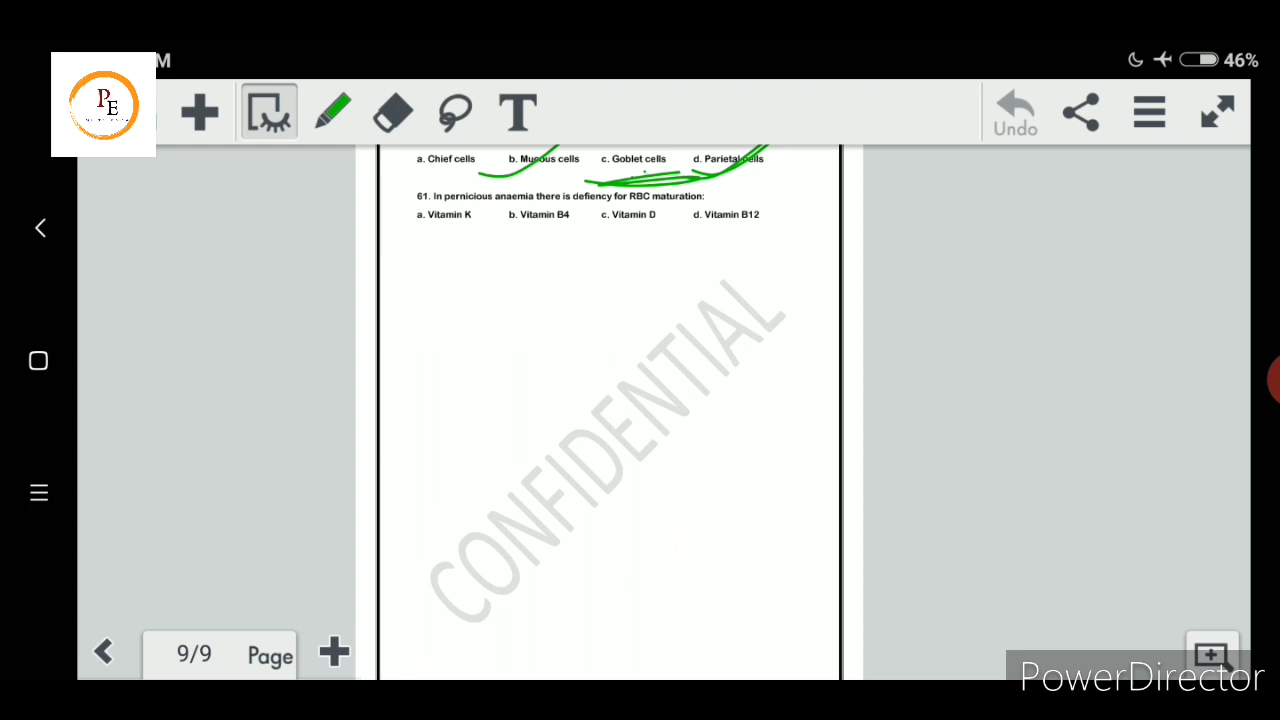 M
46%
P
E
Undo
a. Chief cells b. Mucous cells c. Goblet cells d. Parietal cells
61. In pernicious anaemia there is defiency for RBC maturation:
a. Vitamin K b. Vitamin B4 c. Vitamin D d. Vitamin B12
CONFIDENTIAL
9/9 Page
PowerDirector